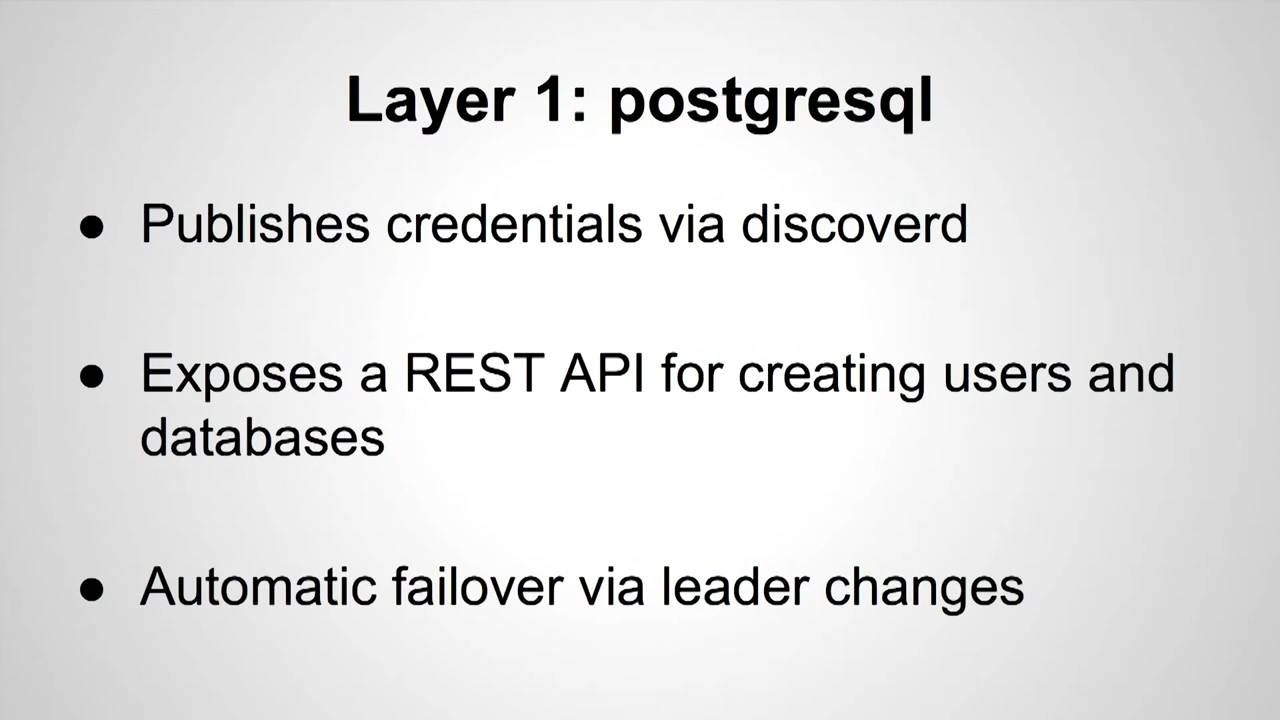 Layer 1: postgresql
● Publishes credentials via discoverd
● Exposes a REST API for creating users and
databases
● Automatic failover via leader changes